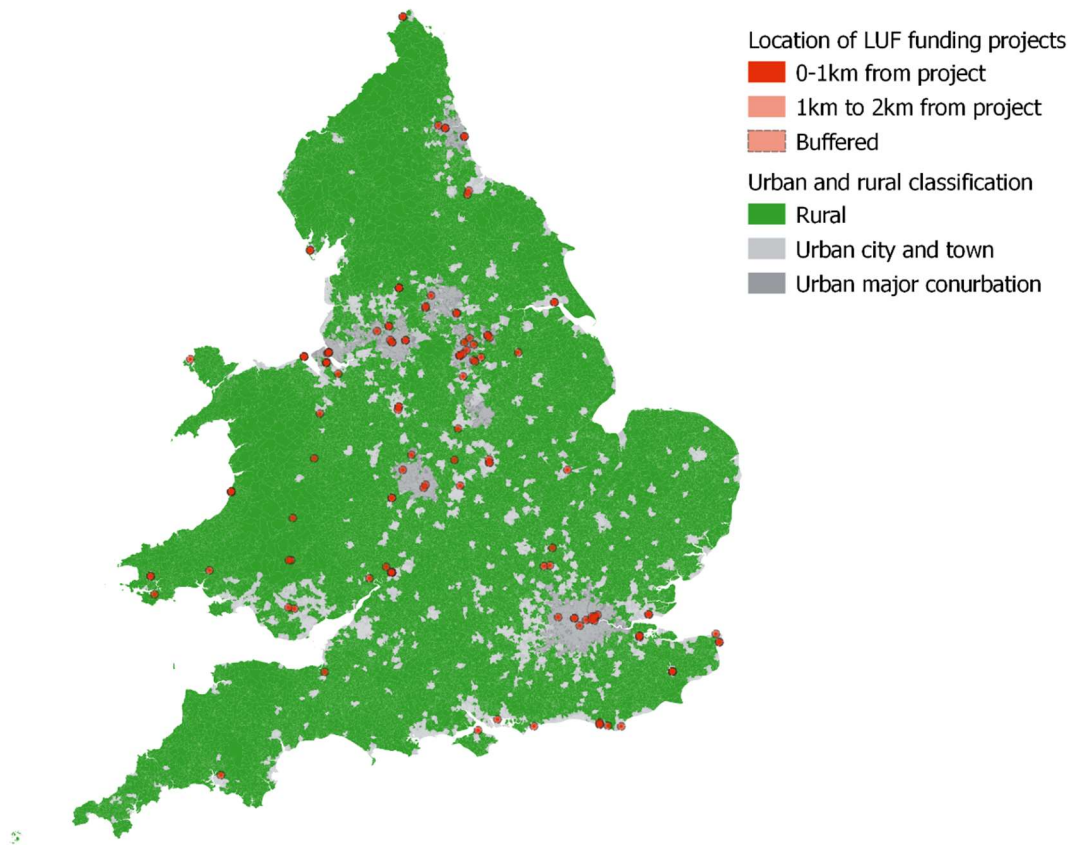 Location of LUF funding projects
0-1km from project
1km to 2km from project
Buffered
Urban and rural classification
Rural
Urban city and town
Urban major conurbation